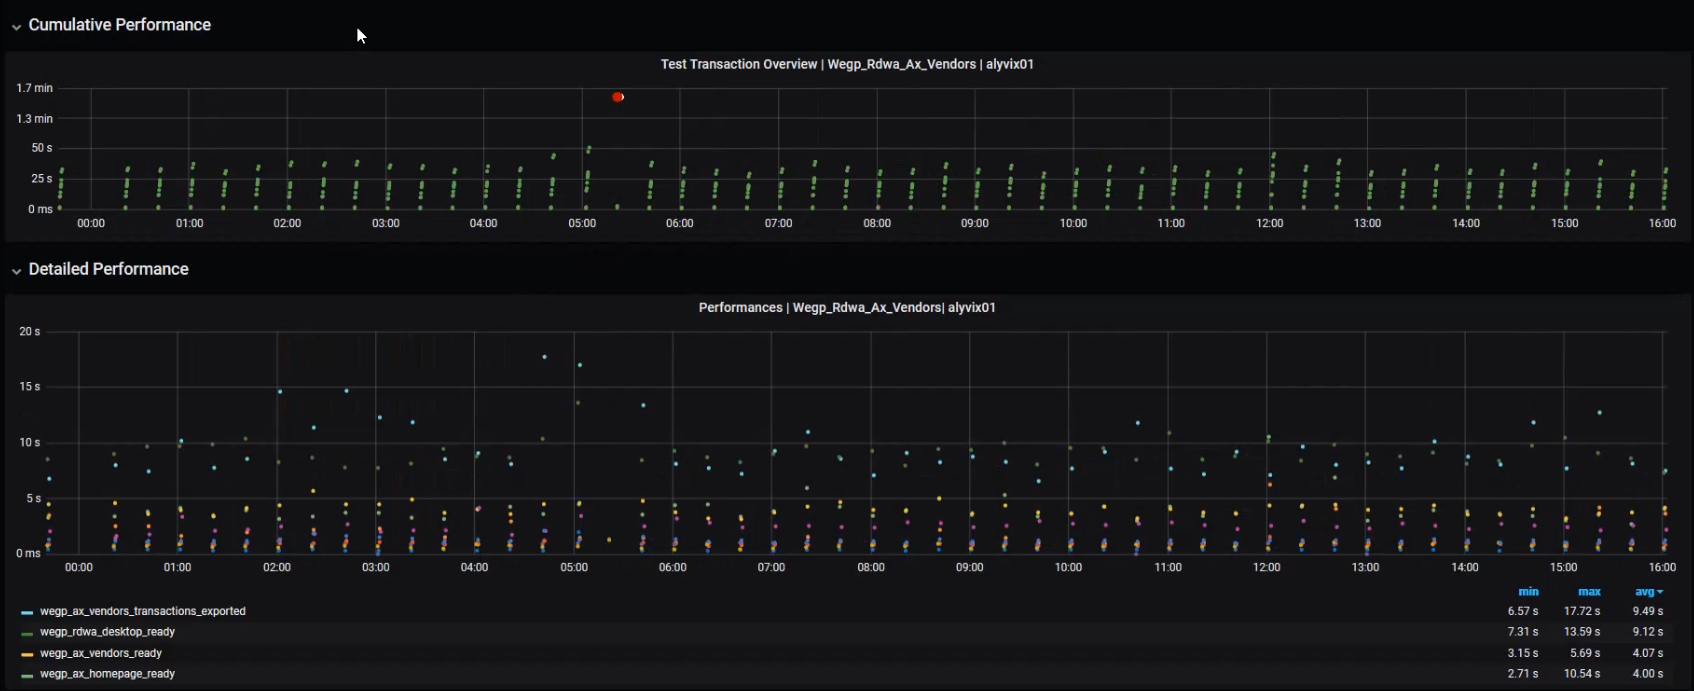 Cumulative Performance
Test Transaction Overview | Wegp_Rdwa_Ax_Vendors | alyvix01
1.7 min
1.3 min
50 s
25 s
0 ms
00:00 01:00 02:00 03:00 04:00 05:00 06:00 07:00 08:00 09:00 10:00 11:00 12:00 13:00 14:00 15:00 16:00
Detailed Performance
Performances | Wegp_Rdwa_Ax_Vendors| alyvix01
20 s
15 s
10 s
5 s
0 ms
00:00 01:00 02:00 03:00 04:00 05:00 06:00 07:00 08:00 09:00 10:00 11:00 12:00 13:00 14:00 15:00 16:00
min max avg
wegp_ax_vendors_transactions_exported 6.57 s 17.72 s 9.49 s
wegp_rdwa_desktop_ready 7.31 s 13.59 s 9.12 s
wegp_ax_vendors_ready 3.15 s 5.69 s 4.07 s
wegp_ax_homepage_ready 2.71 s 10.54 s 4.00 s